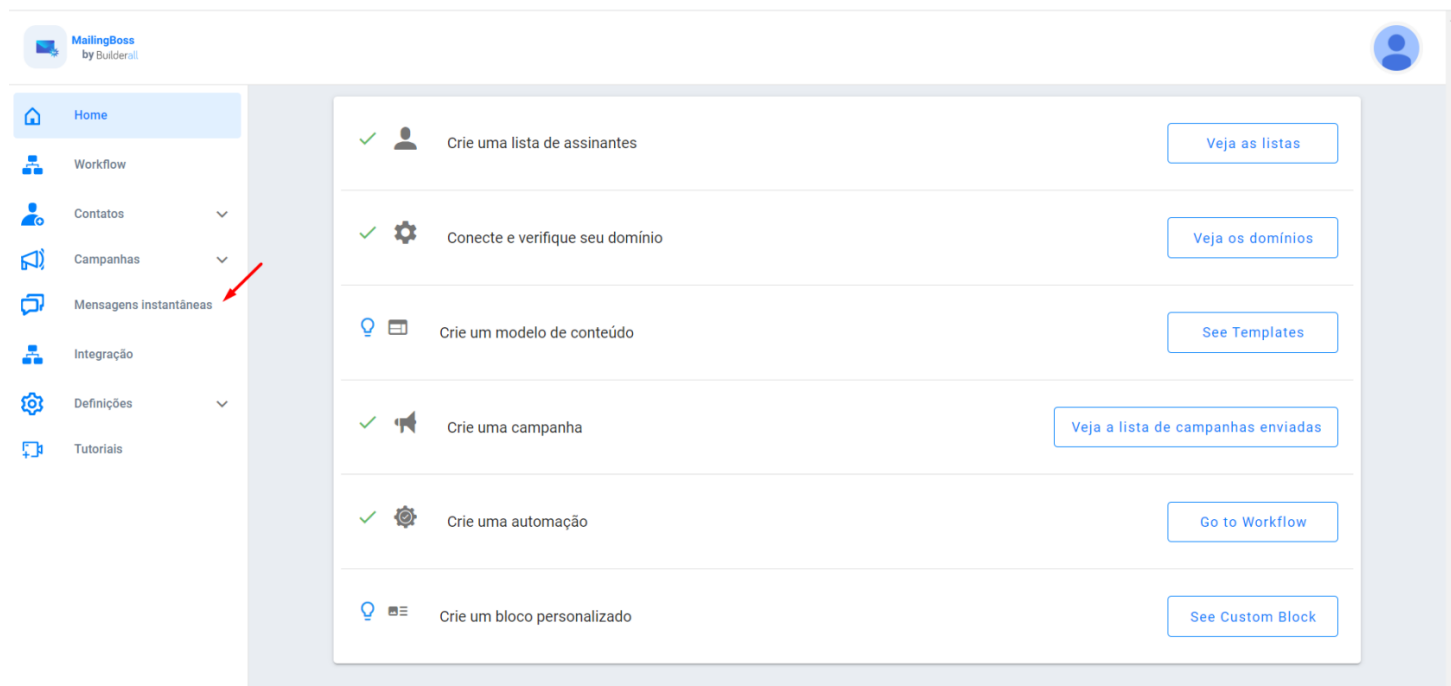 MailingBoss
by Builderall
Home
Workflow
Contatos
Campanhas
Mensagens instantâneas
Integração
Definições
Tutoriais
Crie uma lista de assinantes
Veja as listas
Conecte e verifique seu domínio
Veja os domínios
Crie um modelo de conteúdo
See Templates
Crie uma campanha
Veja a lista de campanhas enviadas
Crie uma automação
Go to Workflow
Crie um bloco personalizado
See Custom Block